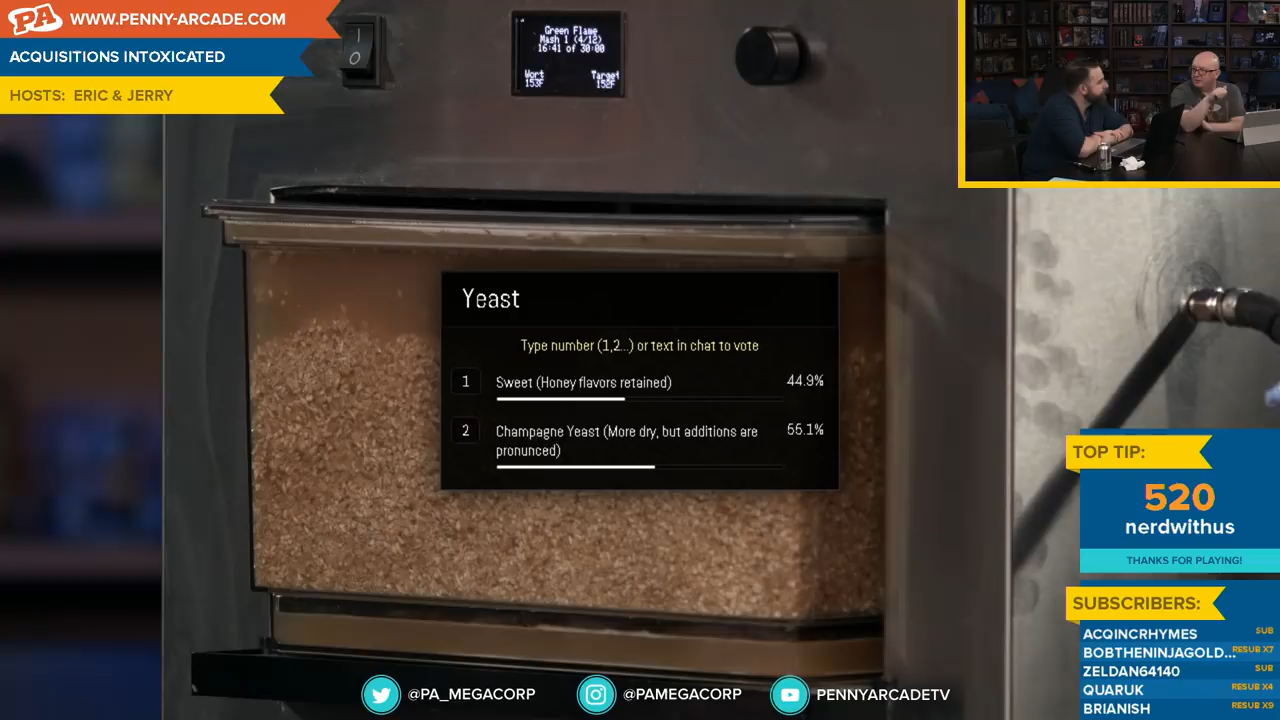 PA WWW.PENNY-ARCADE.COM
ACQUISITIONS INTOXICATED
HOSTS: ERIC & JERRY
Green Flame
Mash 1 (4/12)
16:41 of 30:00
Wort Target
153F 152F
Yeast
Type number (1,2...) or text in chat to vote
1 Sweet (Honey flavors retained) 44.9%
2 Champagne Yeast (More dry, but additions are 55.1%
pronounced)
TOP TIP:
520
nerdwithus
THANKS FOR PLAYING!
SUBSCRIBERS:
ACQINCRHYMES SUB
BOBTHENINJAGOLD... RESUB X7
ZELDAN64140 SUB
QUARUK RESUB X4
BRIANISH RESUB X9
@PA_MEGACORP @PAMEGACORP PENNYARCADETV